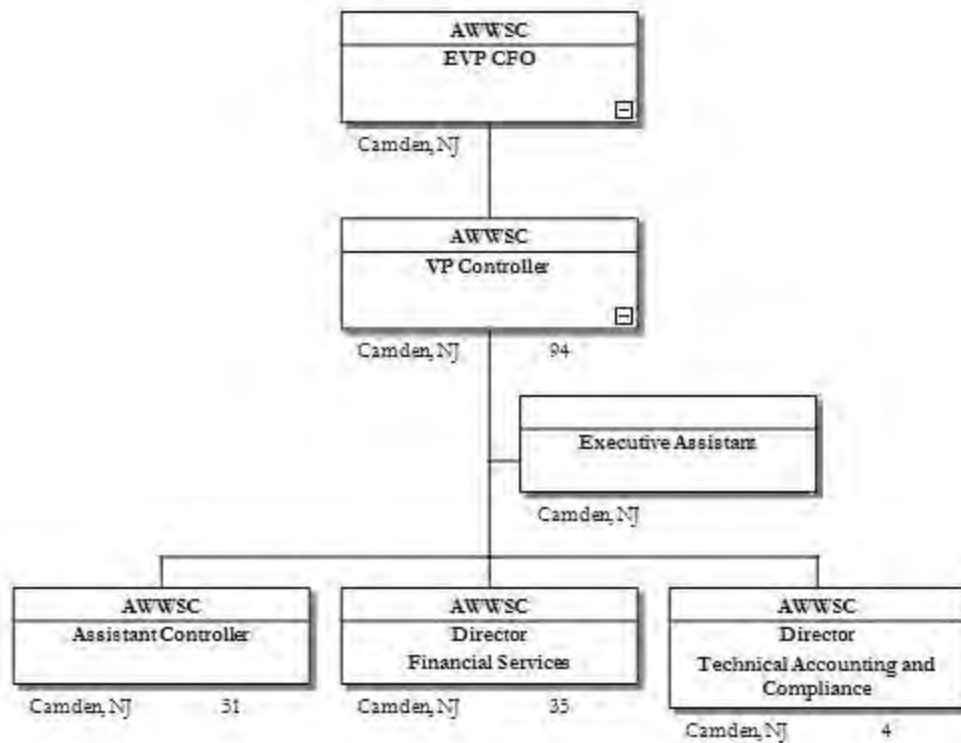 AWWSC
EVP CFO
Camden, NJ
AWWSC
VP Controller
Camden, NJ 94
Executive Assistant
Camden, NJ
AWWSC
Assistant Controller
Camden, NJ 31
AWWSC
Director
Financial Services
Camden, NJ 35
AWWSC
Director
Technical Accounting and
Compliance
Camden, NJ 4